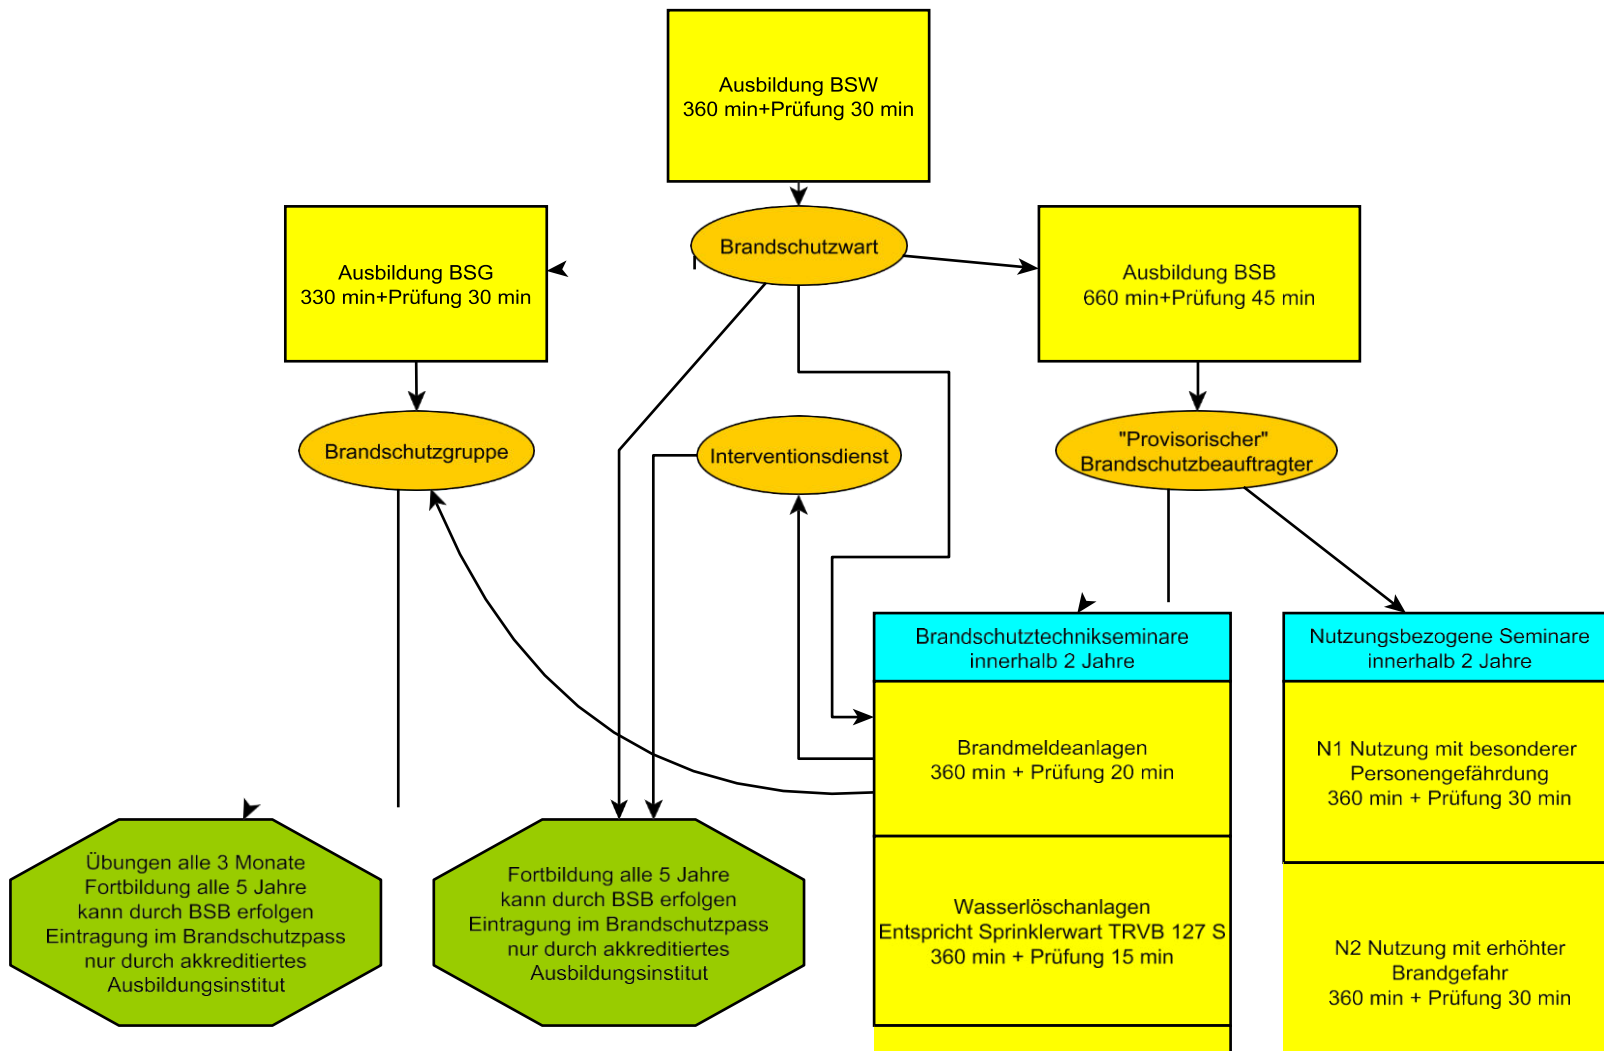 Ausbildung BSW
360 min+Prüfung 30 min
Brandschutzwart
Ausbildung BSG
330 min+Prüfung 30 min
Ausbildung BSB
660 min+Prüfung 45 min
Brandschutzgruppe
Interventionsdienst
"Provisorischer"
Brandschutzbeauftragter
Brandschutztechnikseminare
innerhalb 2 Jahre
Brandmeldeanlagen
360 min + Prüfung 20 min
Wasserlöschanlagen
Entspricht Sprinklerwart TRVB 127 S
360 min + Prüfung 15 min
Nutzungsbezogene Seminare
innerhalb 2 Jahre
N1 Nutzung mit besonderer
Personengefährdung
360 min + Prüfung 30 min
N2 Nutzung mit erhöhter
Brandgefahr
360 min + Prüfung 30 min
Übungen alle 3 Monate
Fortbildung alle 5 Jahre
kann durch BSB erfolgen
Eintragung im Brandschutzpass
nur durch akkreditiertes
Ausbildungsinstitut
Fortbildung alle 5 Jahre
kann durch BSB erfolgen
Eintragung im Brandschutzpass
nur durch akkreditiertes
Ausbildungsinstitut